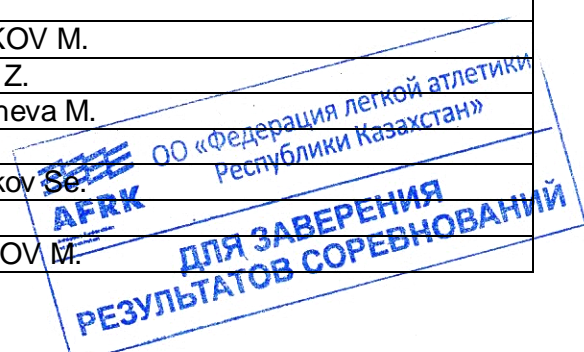 KOV M.
Z.
neva M.
kov Se.
OV M.
ОО «Федерация легкой атлетики
Республики Казахстан»
AFRK
ДЛЯ ЗАВЕРЕНИЯ
РЕЗУЛЬТАТОВ СОРЕВНОВАНИЙ